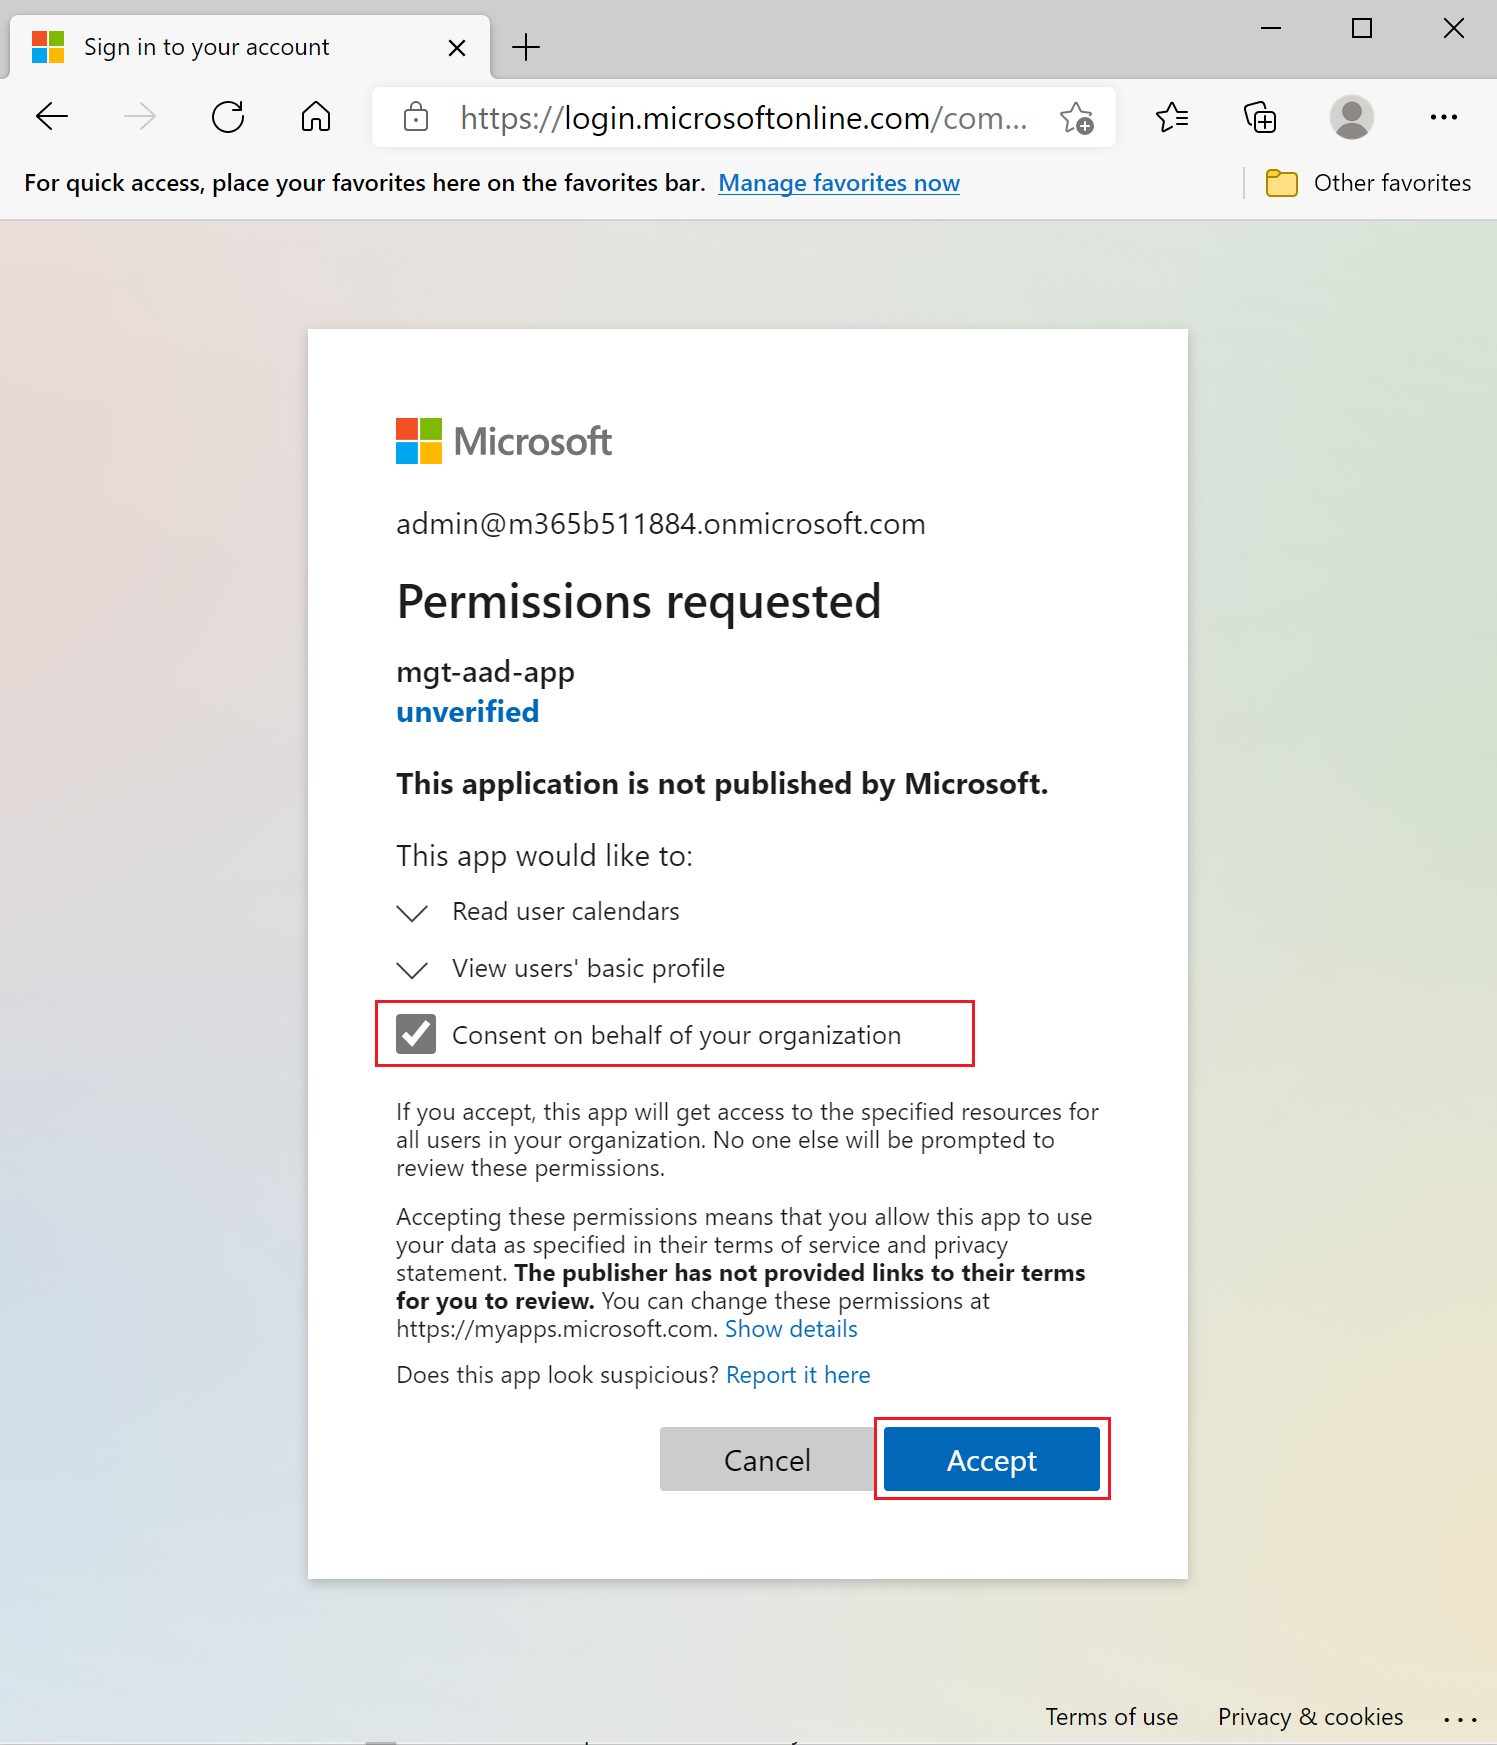 Sign in to your account
https://login.microsoftonline.com/com...
For quick access, place your favorites here on the favorites bar. Manage favorites now
Other favorites
Microsoft
admin@m365b511884.onmicrosoft.com
Permissions requested
mgt-aad-app
unverified
This application is not published by Microsoft.
This app would like to:
Read user calendars
View users' basic profile
Consent on behalf of your organization
If you accept, this app will get access to the specified resources for
all users in your organization. No one else will be prompted to
review these permissions.
Accepting these permissions means that you allow this app to use
your data as specified in their terms of service and privacy
statement. The publisher has not provided links to their terms
for you to review. You can change these permissions at
https://myapps.microsoft.com. Show details
Does this app look suspicious? Report it here
Cancel
Accept
Terms of use
Privacy & cookies